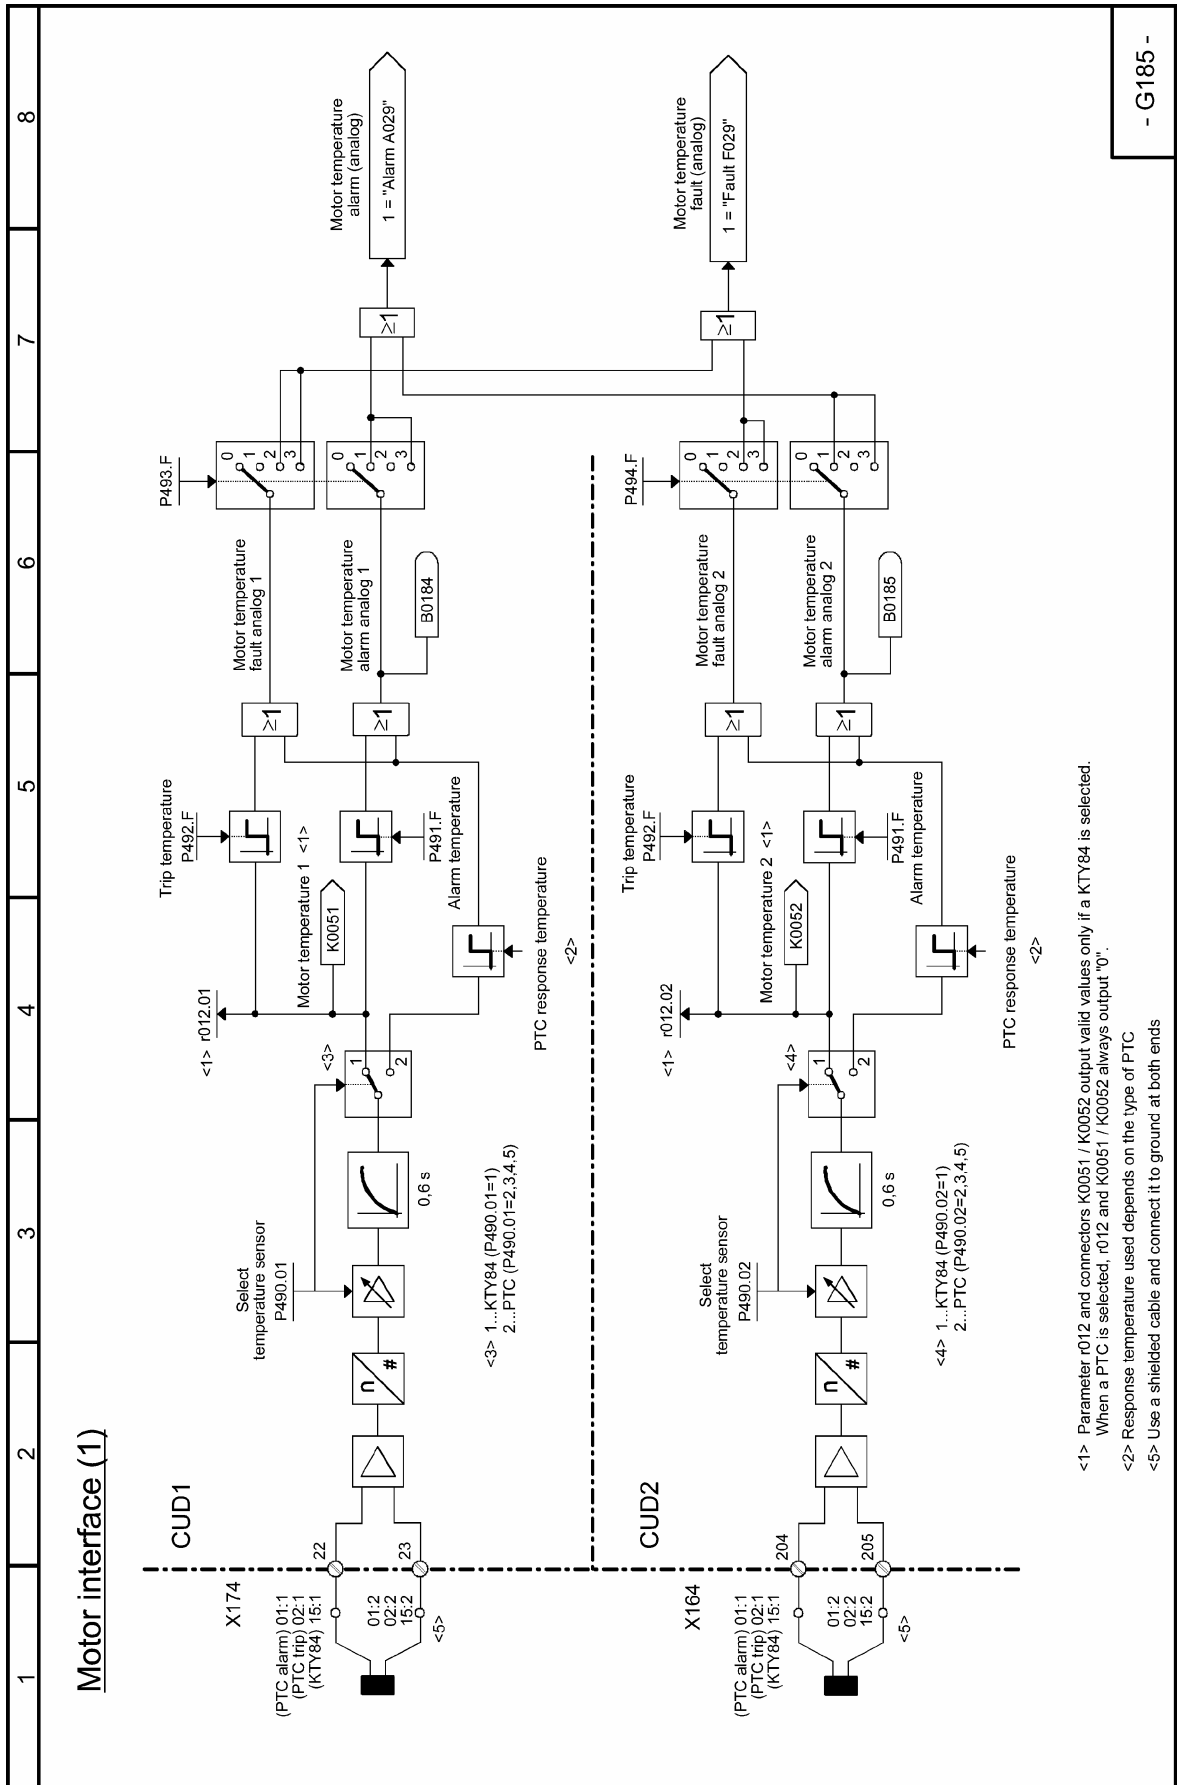 1
2
3
4
5
6
7
8
Motor interface (1)
CUD1
X174
(PTC alarm) 01:1
(PTC trip) 02:1
(KTY84) 15:1
22
01:2
02:2
15:2
23
<5>
Select
temperature sensor
P490.01
0,6 s
<3> 1...KTY84 (P490.01=1)
2...PTC (P490.01=2,3,4,5)
<3>
1
2
<1> r012.01
Motor temperature 1 <1>
K0051
Trip temperature
P492.F
P491.F
Alarm temperature
PTC response temperature
<2>
≥1
≥1
Motor temperature
fault analog 1
Motor temperature
alarm analog 1
B0184
P493.F
0
1
2
3
0
1
2
3
≥1
Motor temperature
alarm (analog)
1 = "Alarm A029"
n
#
CUD2
X164
(PTC alarm) 01:1
(PTC trip) 02:1
(KTY84) 15:1
204
01:2
02:2
15:2
205
<5>
n
#
Select
temperature sensor
P490.02
0,6 s
<4> 1...KTY84 (P490.02=1)
2...PTC (P490.02=2,3,4,5)
<4>
1
2
<1> r012.02
Motor temperature 2 <1>
K0052
Trip temperature
P492.F
P491.F
Alarm temperature
PTC response temperature
<2>
≥1
≥1
Motor temperature
fault analog 2
Motor temperature
alarm analog 2
B0185
P494.F
0
1
2
3
0
1
2
3
≥1
Motor temperature
fault (analog)
1 = "Fault F029"
<1> Parameter r012 and connectors K0051 / K0052 output valid values only if a KTY84 is selected.
When a PTC is selected, r012 and K0051 / K0052 always output "0".
<2> Response temperature used depends on the type of PTC
<5> Use a shielded cable and connect it to ground at both ends
- G185 -